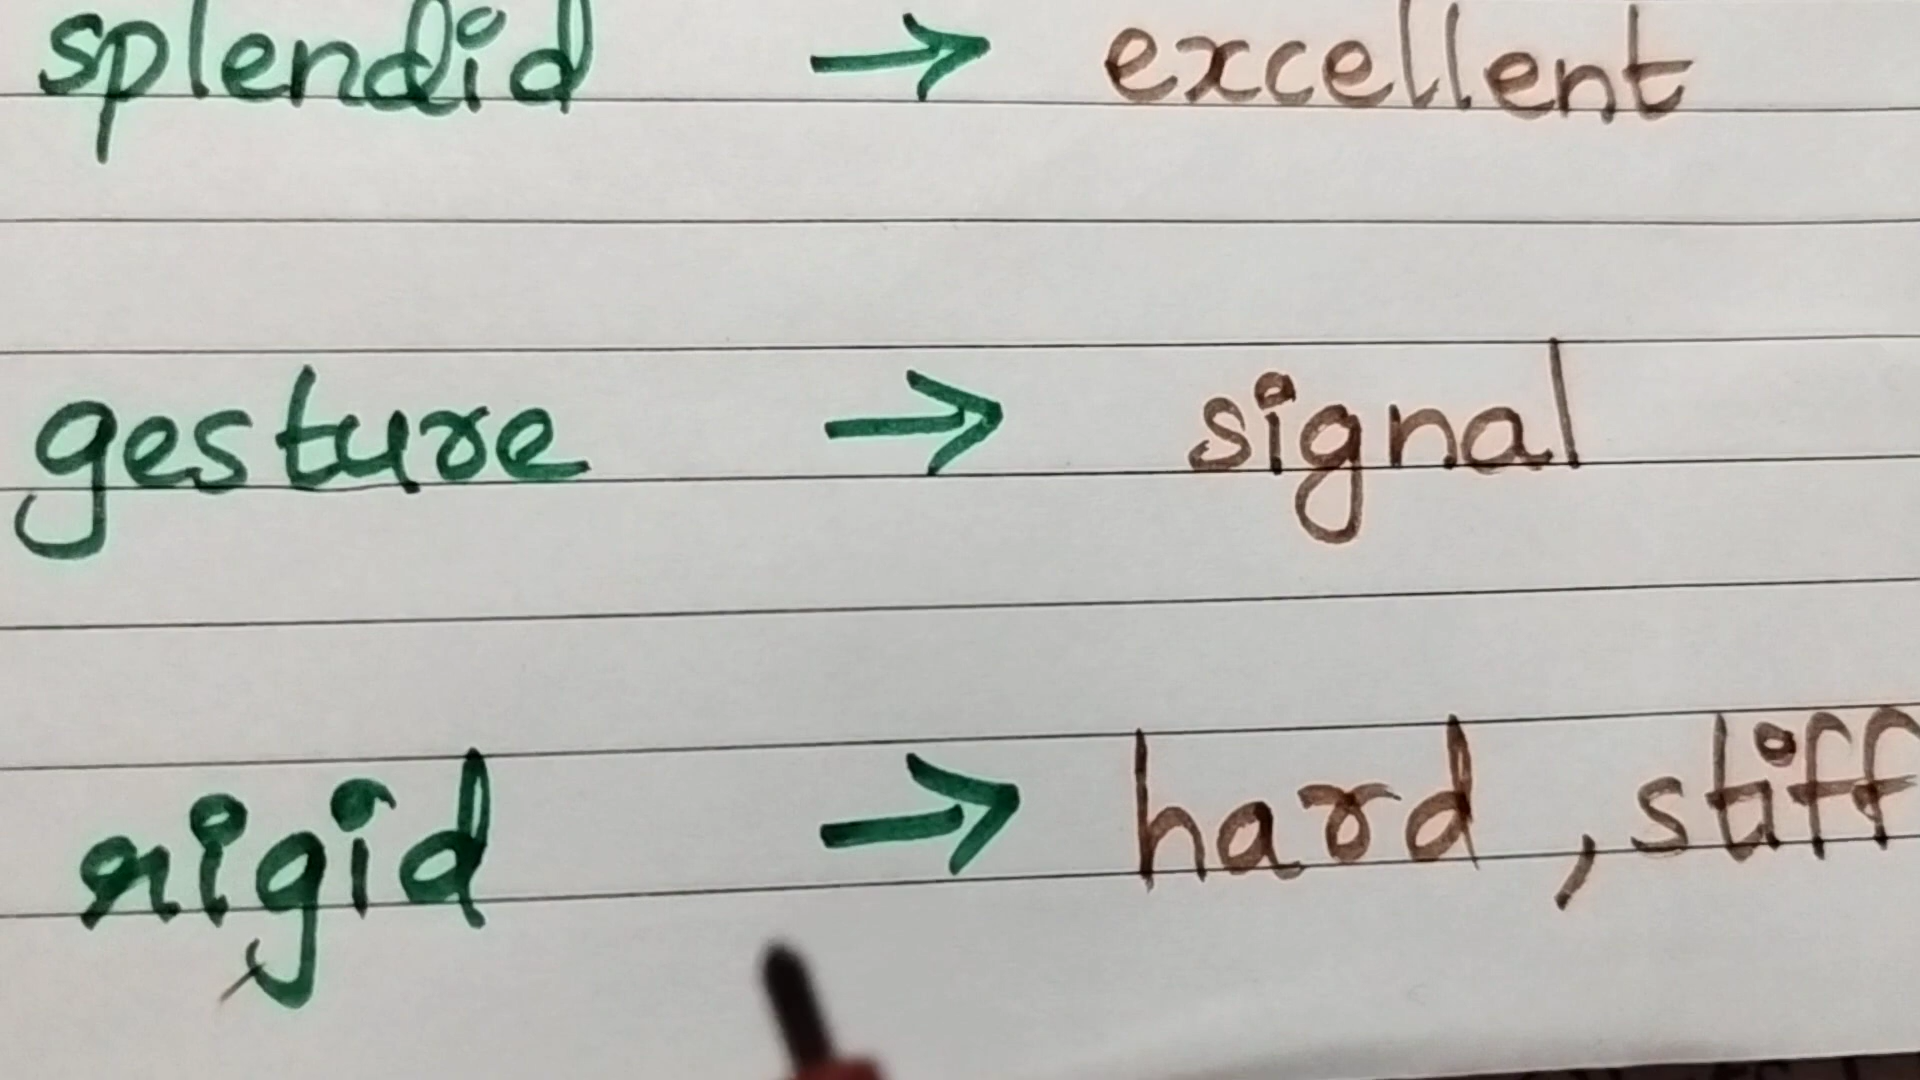 splendid → excellent
gesture → signal
rigid → hard , stiff